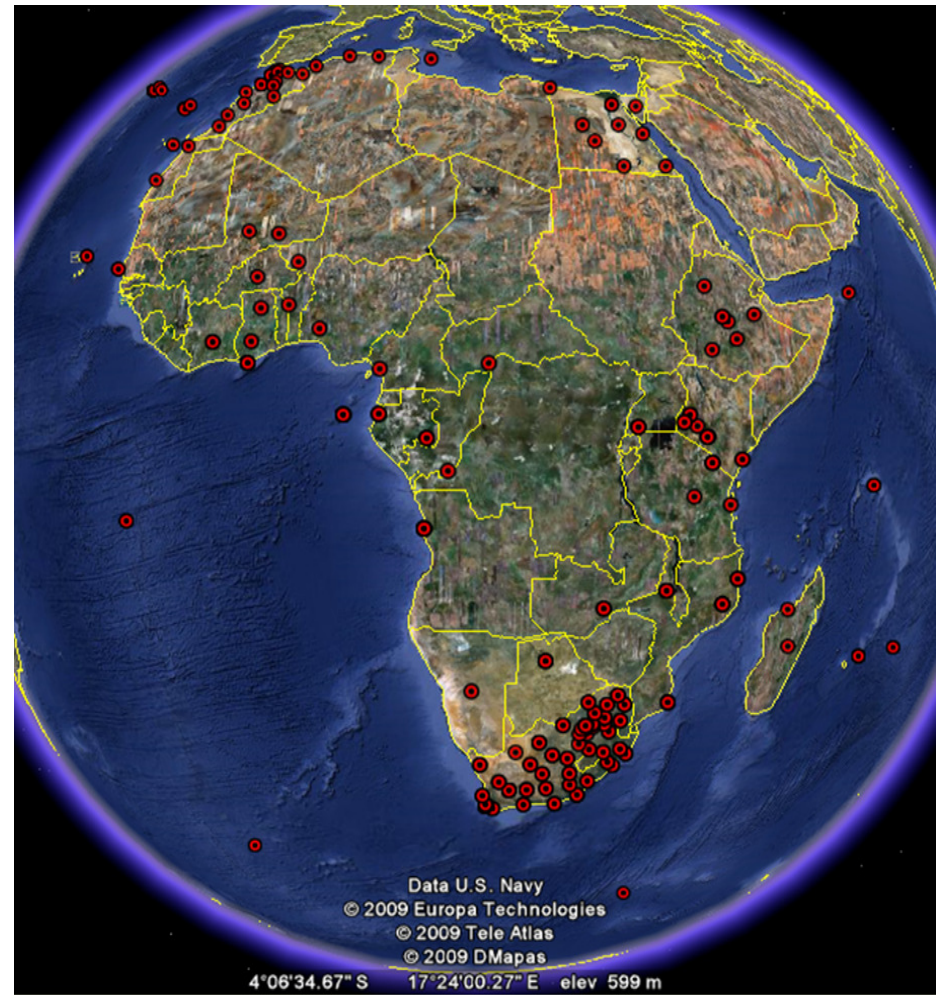 Data U.S. Navy
© 2009 Europa Technologies
© 2009 Tele Atlas
© 2009 DMapas
4°06'34.67" S 17°24'00.27" E elev 599 m